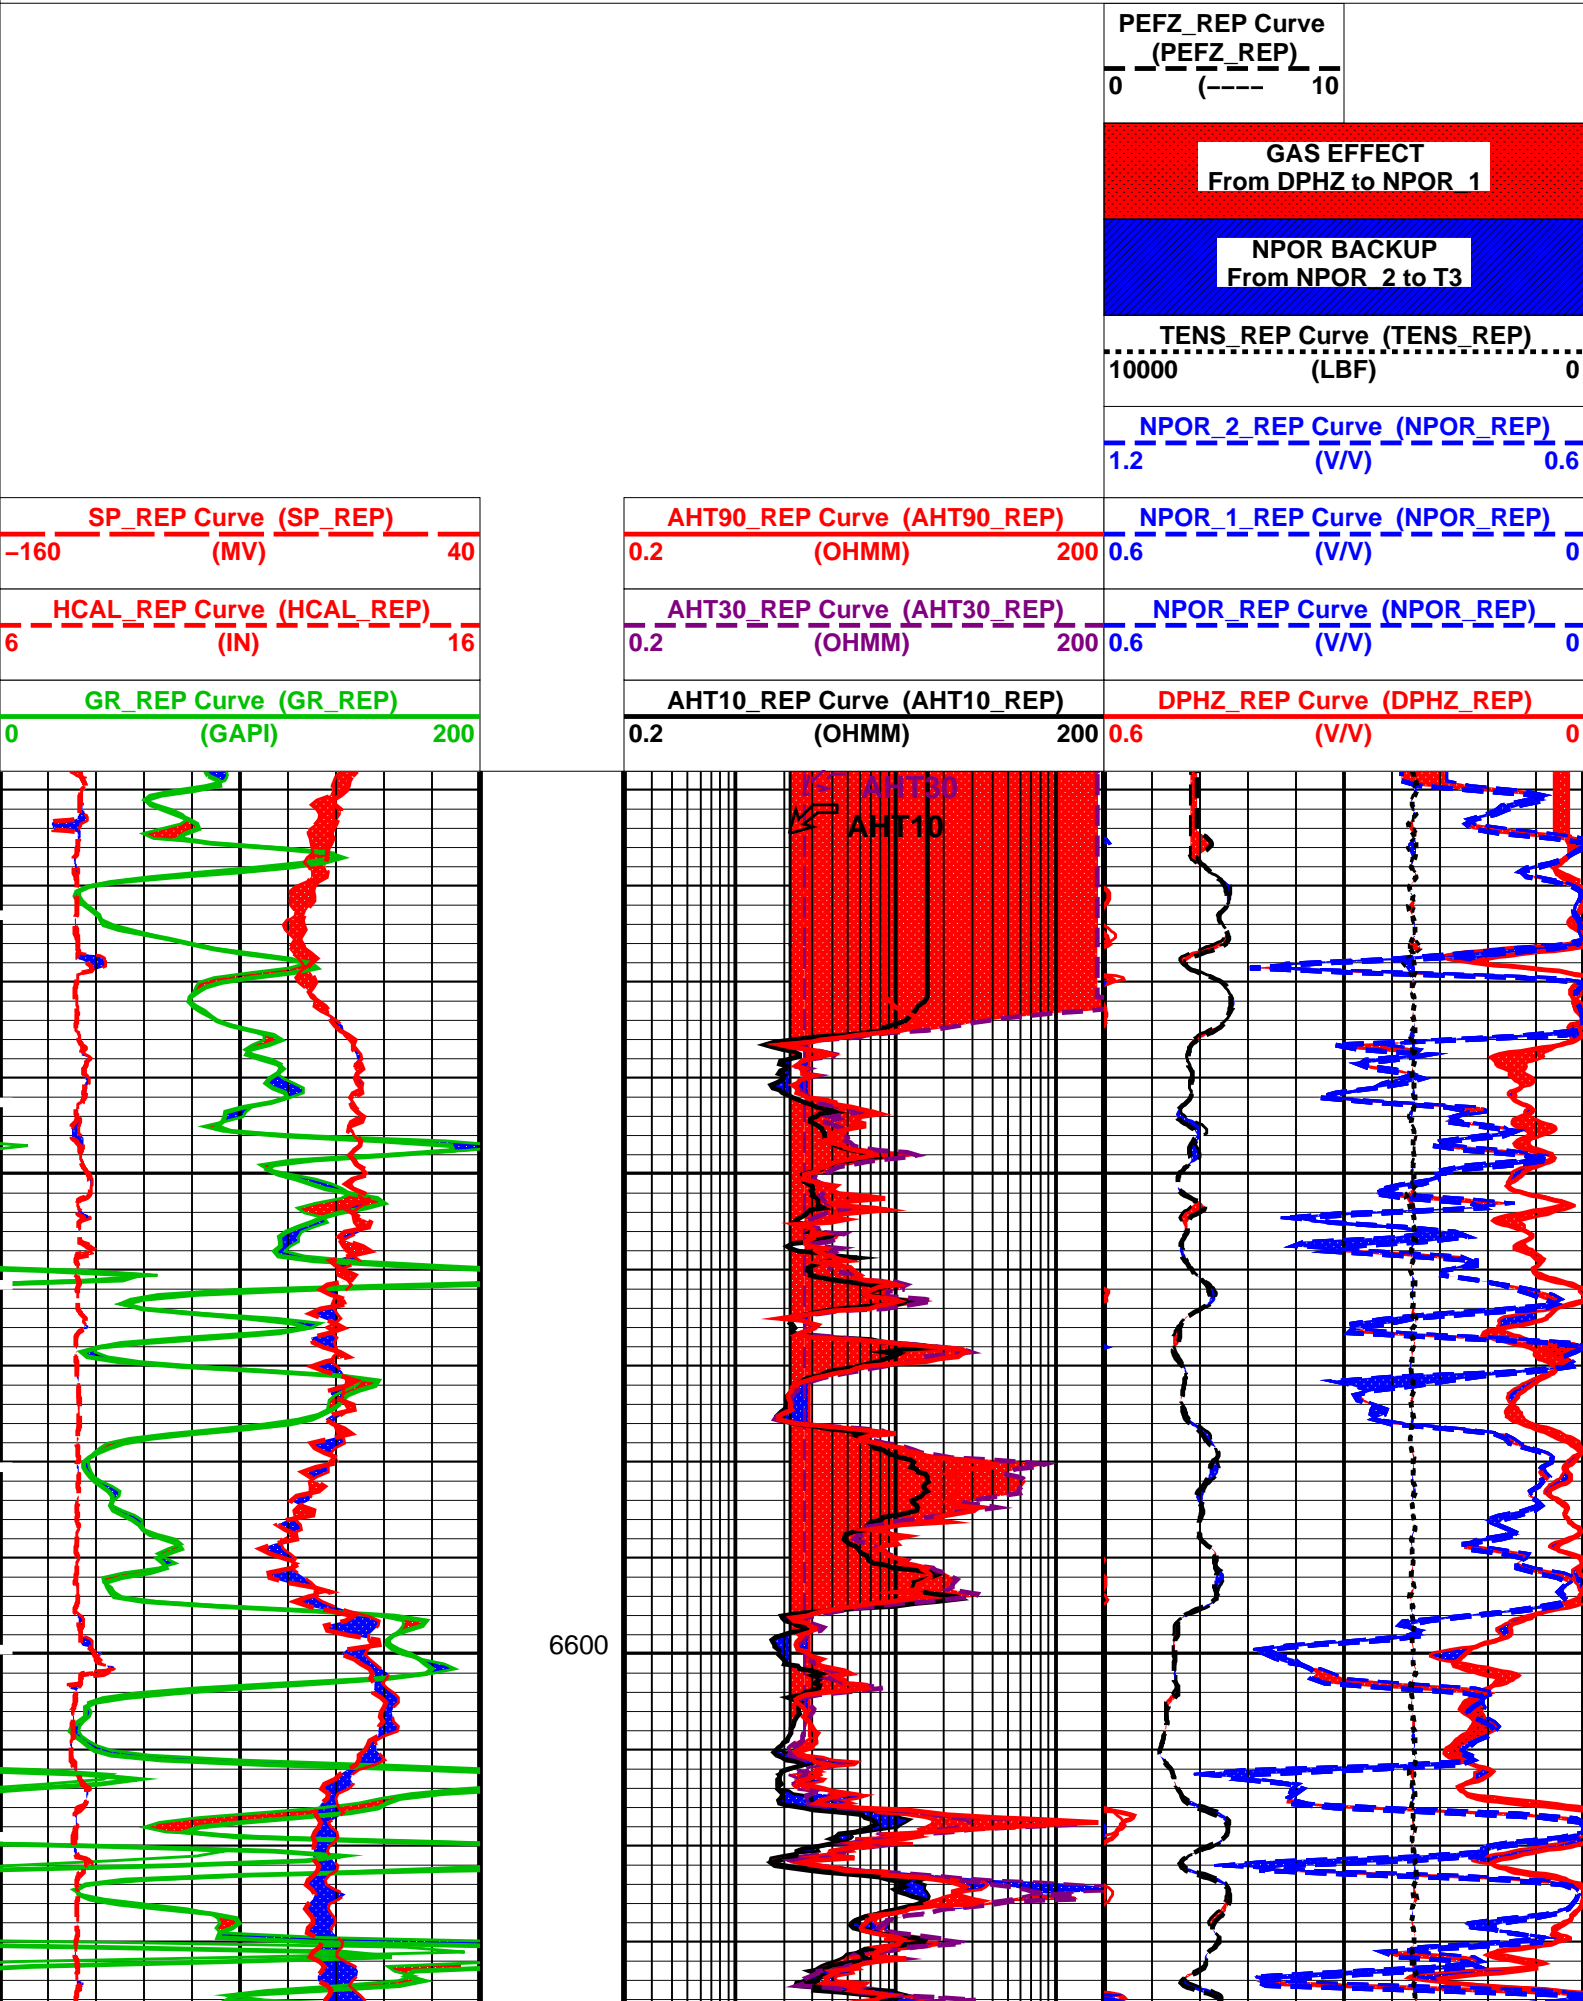 PEFZ_REP Curve
(PEFZ_REP)
0 (---- 10
GAS EFFECT
From DPHZ to NPOR_1
NPOR BACKUP
From NPOR_2 to T3
TENS_REP Curve (TENS_REP)
10000 (LBF) 0
NPOR_2_REP Curve (NPOR_REP)
1.2 (V/V) 0.6
SP_REP Curve (SP_REP)
-160 (MV) 40
AHT90_REP Curve (AHT90_REP)
0.2 (OHMM) 200
NPOR_1_REP Curve (NPOR_REP)
0.6 (V/V) 0
HCAL_REP Curve (HCAL_REP)
6 (IN) 16
AHT30_REP Curve (AHT30_REP)
0.2 (OHMM) 200
NPOR_REP Curve (NPOR_REP)
0.6 (V/V) 0
GR_REP Curve (GR_REP)
0 (GAPI) 200
AHT10_REP Curve (AHT10_REP)
0.2 (OHMM) 200
DPHZ_REP Curve (DPHZ_REP)
0.6 (V/V) 0
AHT30
AHT10
6600